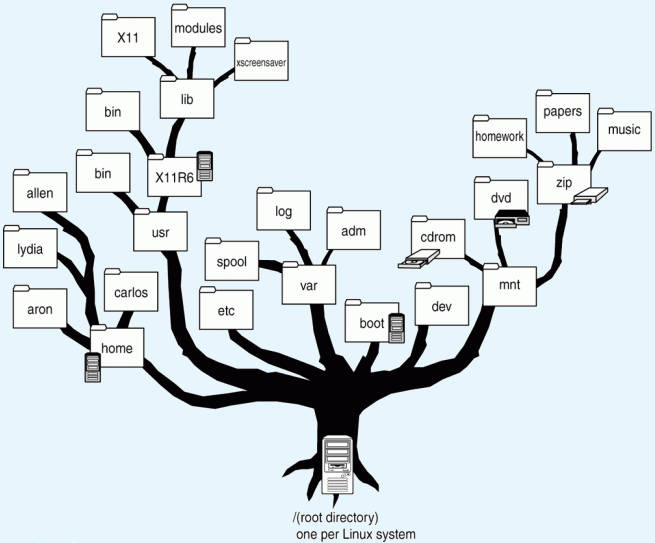 X11
modules
xscreensaver
lib
bin
papers
homework
music
bin
X11R6
zip
allen
dvd
log
adm
usr
lydia
cdrom
spool
var
mnt
aron
carlos
etc
boot
dev
home
/(root directory)
one per Linux system